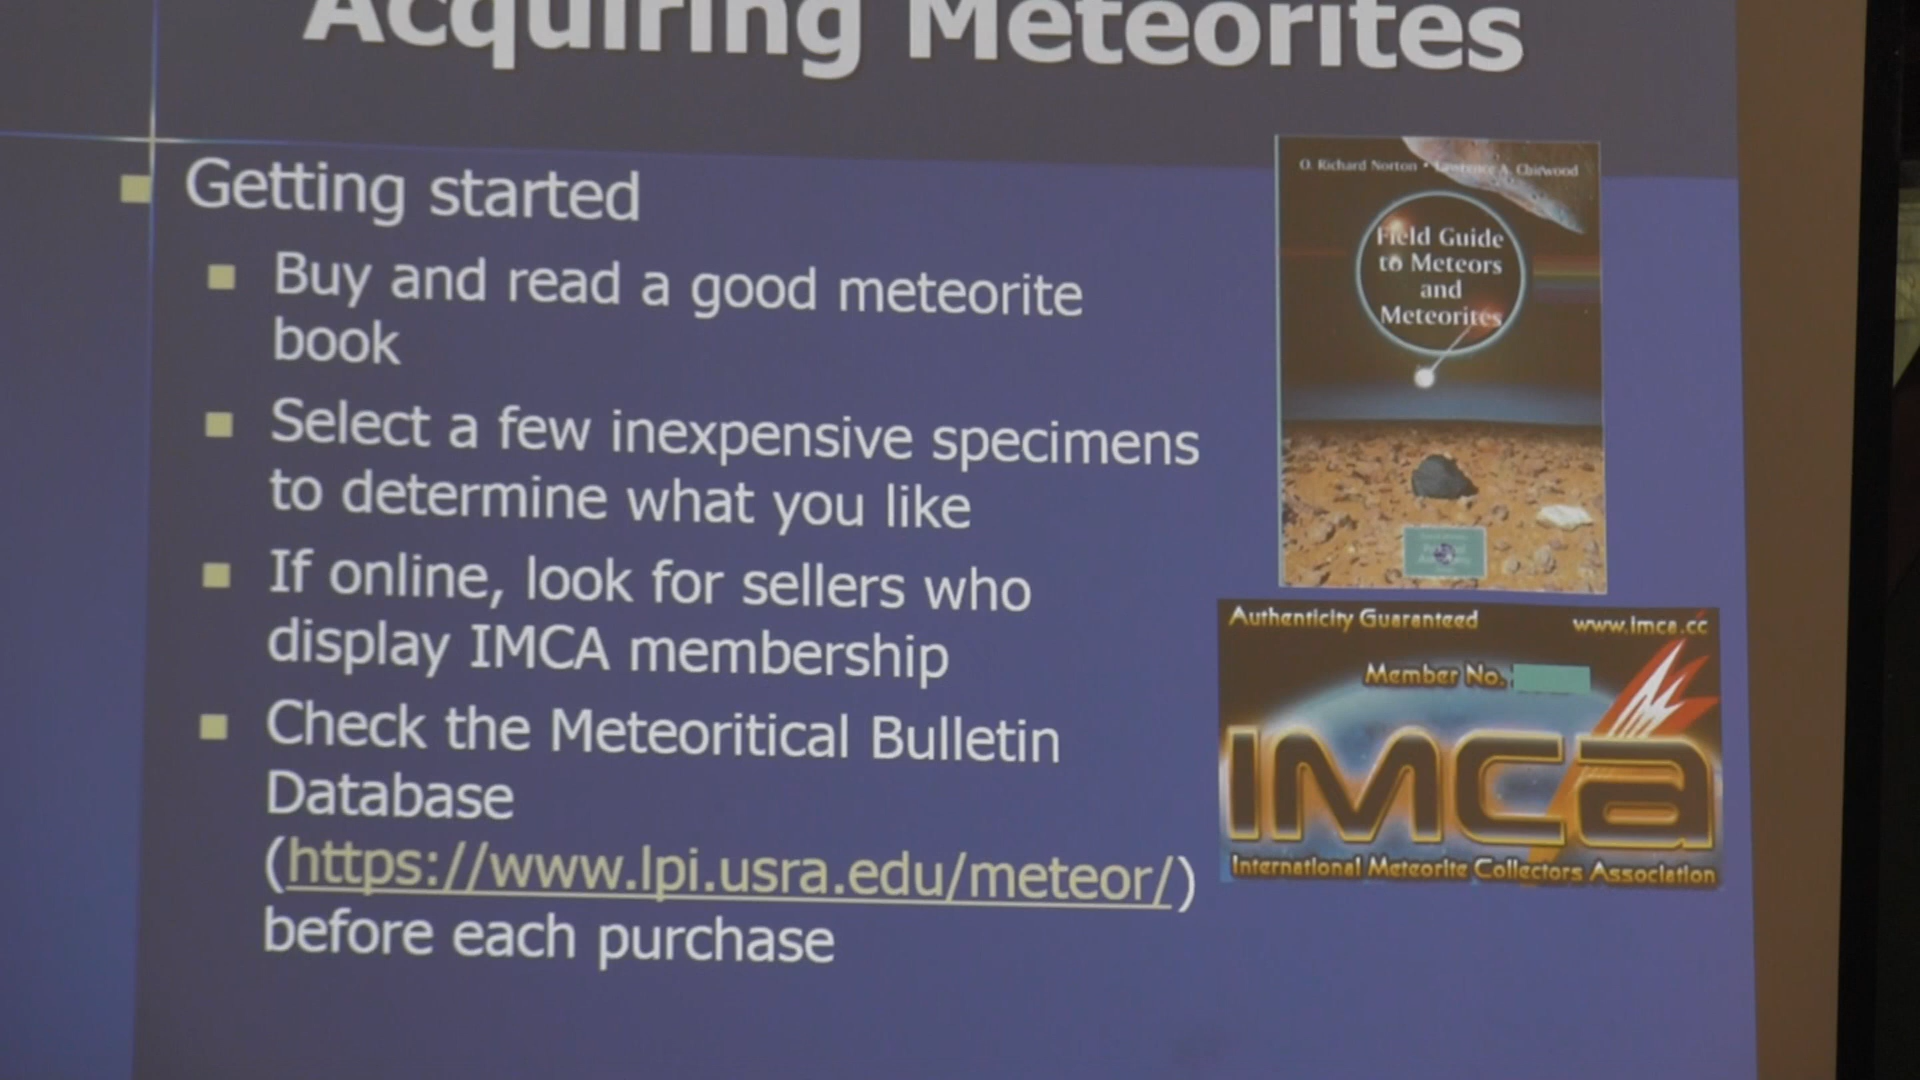 Acquiring Meteorites
Getting started
Buy and read a good meteorite
book
Select a few inexpensive specimens
to determine what you like
If online, look for sellers who
display IMCA membership
Check the Meteoritical Bulletin
Database
(https://www.lpi.usra.edu/meteor/)
before each purchase
O. Richard Norton • Lawrence A. Chitwood
Field Guide
to Meteors
and
Meteorites
Authenticity Guaranteed
www.imca.cc
Member No.
IMCA
International Meteorite Collectors Association